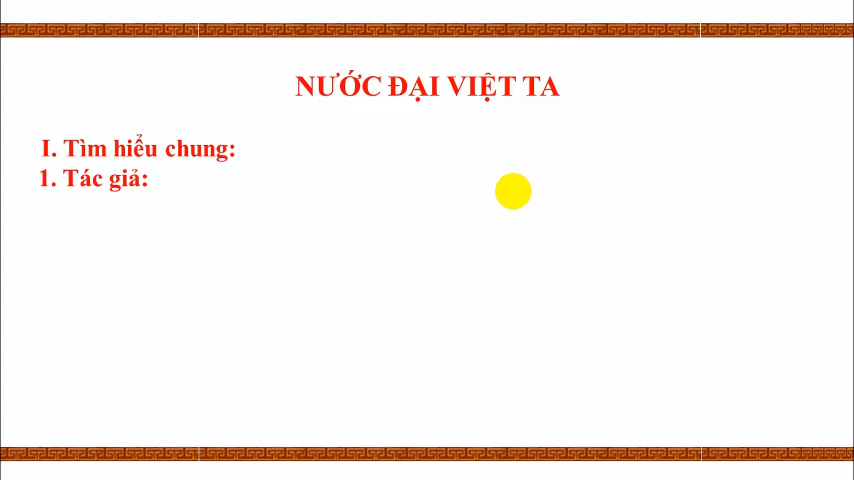 NƯỚC ĐẠI VIỆT TA
I. Tìm hiểu chung:
1. Tác giả: